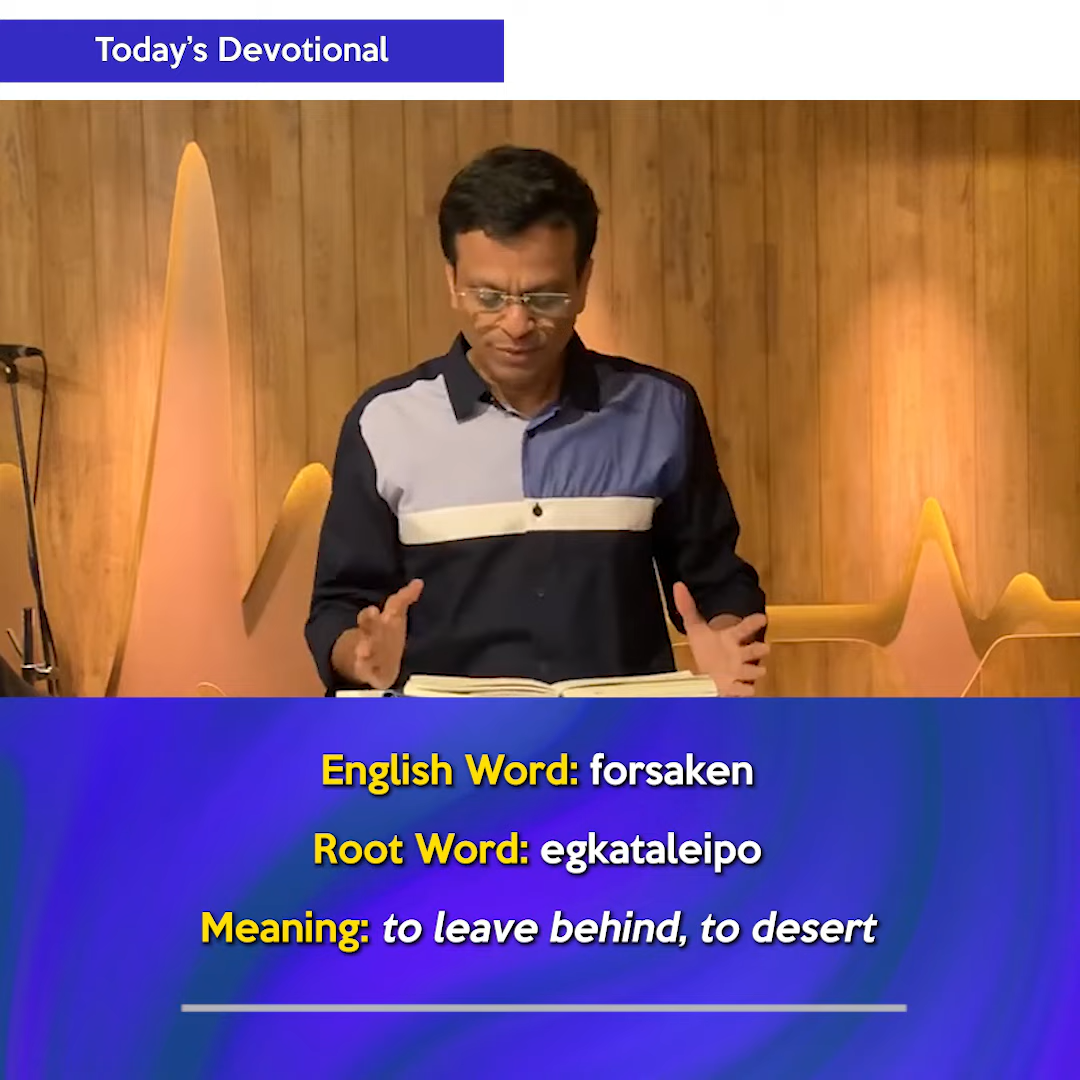 Today's Devotional
English Word: forsaken
Root Word: egkataleipo
Meaning: to leave behind, to desert